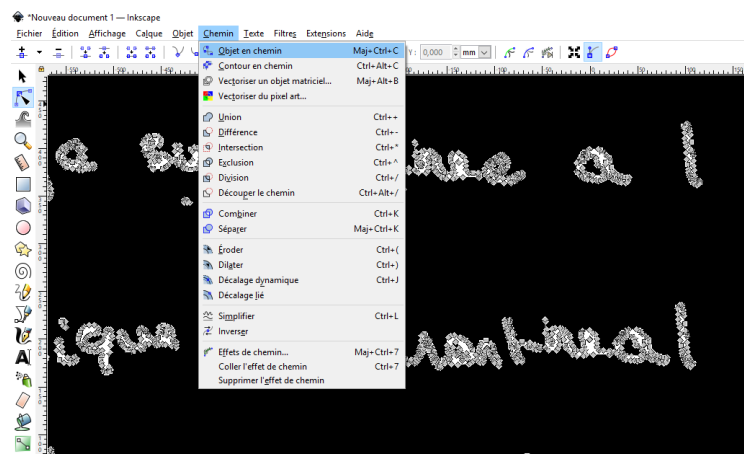 *Nouveau document 1 — Inkscape
Fichier Édition Affichage Calque Objet Chemin Texte Filtres Extensions Aide
Y: 0,000 mm
Objet en chemin Maj+Ctrl+C
Contour en chemin Ctrl+Alt+C
Vectoriser un objet matriciel... Maj+Alt+B
Vectoriser du pixel art...
Union Ctrl++
Différence Ctrl+-
Intersection Ctrl+*
Exclusion Ctrl+^
Division Ctrl+/
Découper le chemin Ctrl+Alt+/
Combiner Ctrl+K
Séparer Maj+Ctrl+K
Éroder Ctrl+(
Dilater Ctrl+)
Décalage dynamique Ctrl+J
Décalage lié
Simplifier Ctrl+L
Inverser
Effets de chemin... Maj+Ctrl+7
Coller l'effet de chemin Ctrl+7
Supprimer l'effet de chemin